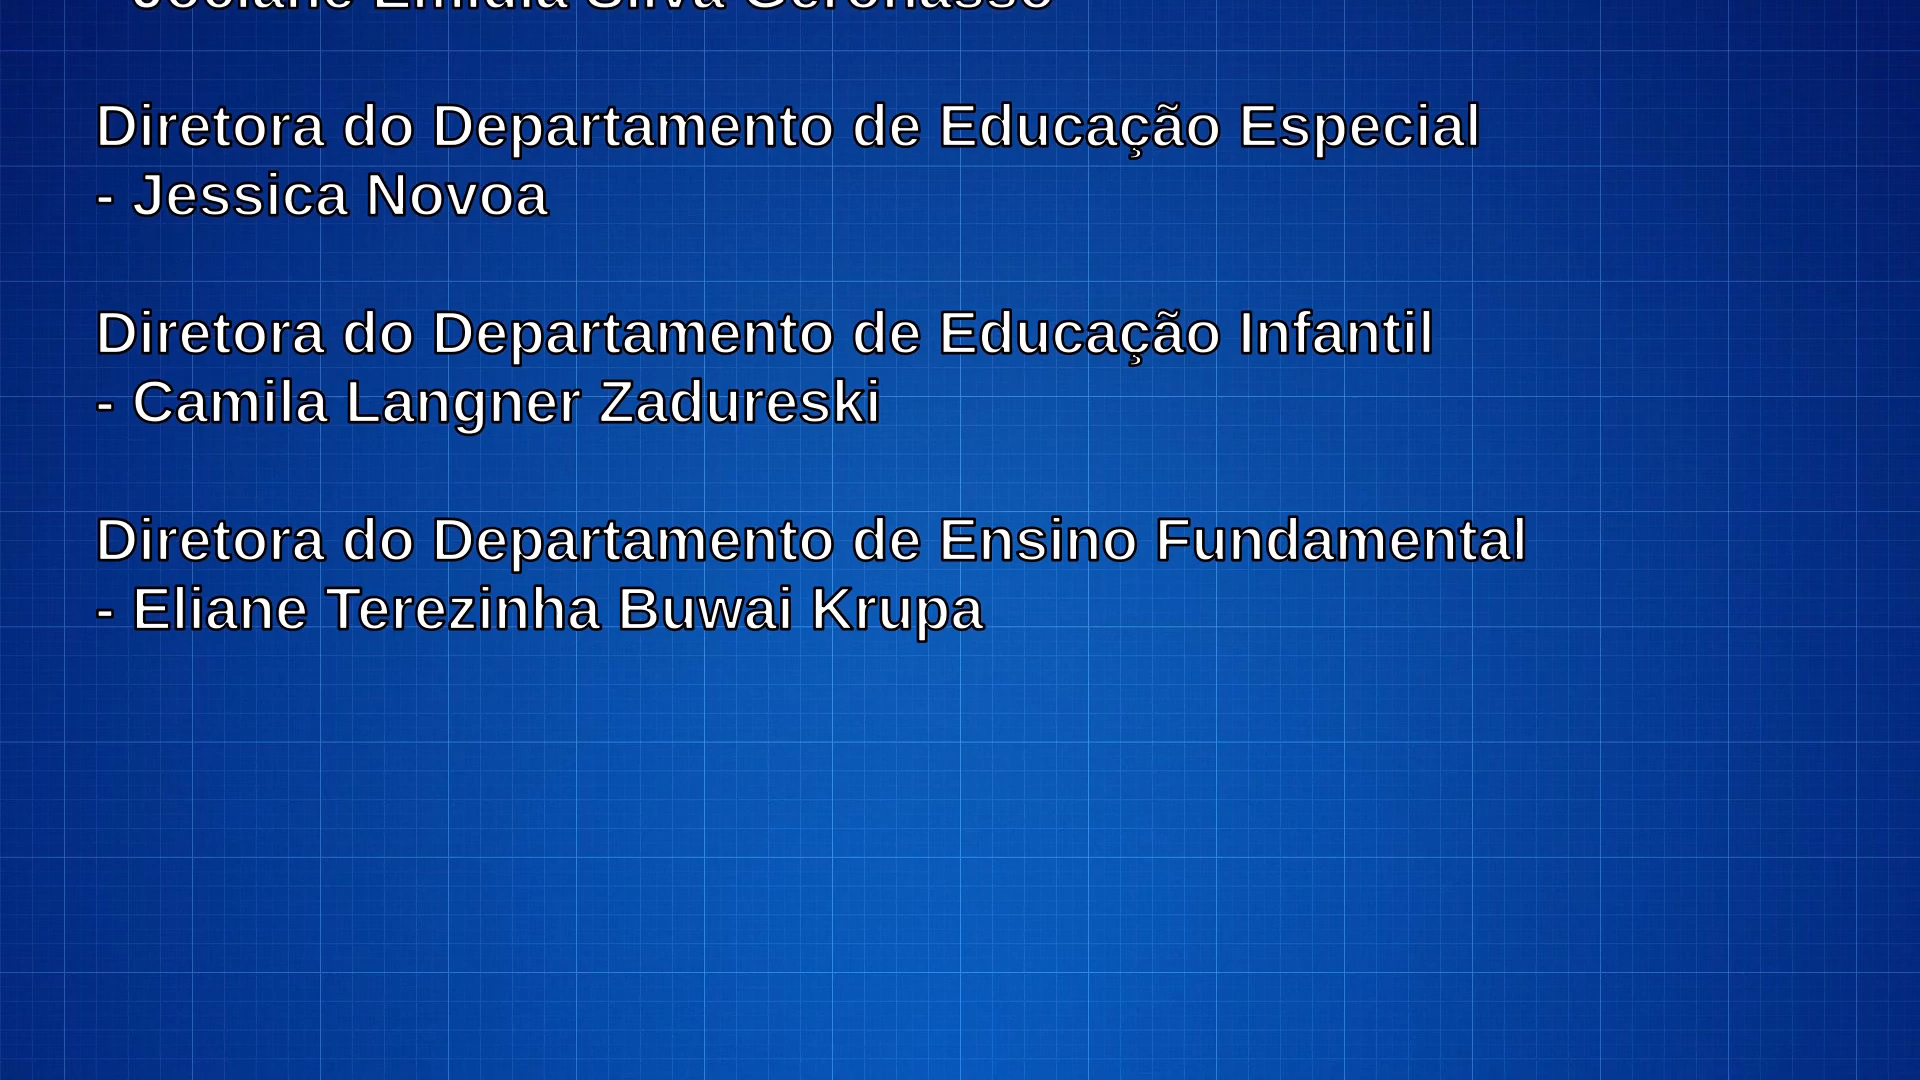 Silva
Diretora do Departamento de Educação Especial
- Jessica Novoa
Diretora do Departamento de Educação Infantil
- Camila Langner Zadureski
Diretora do Departamento de Ensino Fundamental
- Eliane Terezinha Buwai Krupa